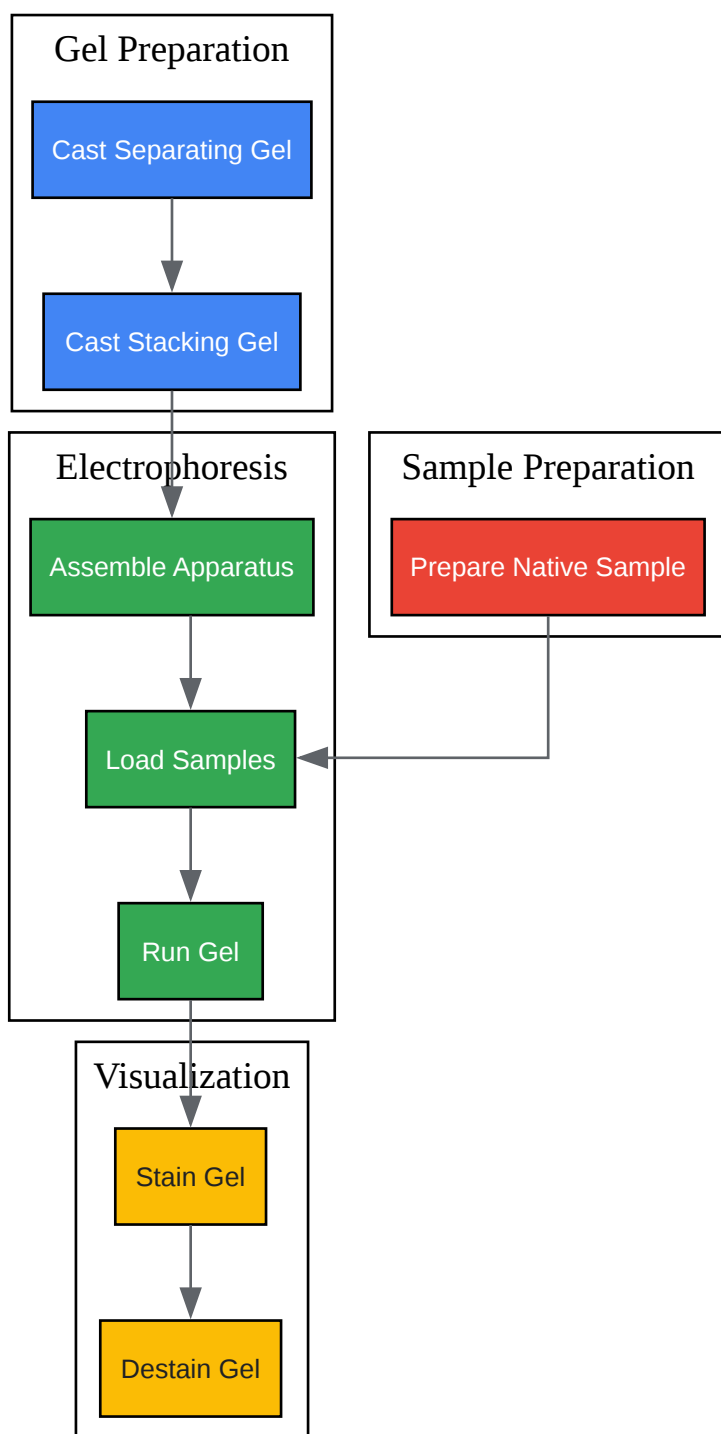 Gel Preparation
Cast Separating Gel
Cast Stacking Gel
Electrophoresis
Assemble Apparatus
Load Samples
Run Gel
Sample Preparation
Prepare Native Sample
Visualization
Stain Gel
Destain Gel